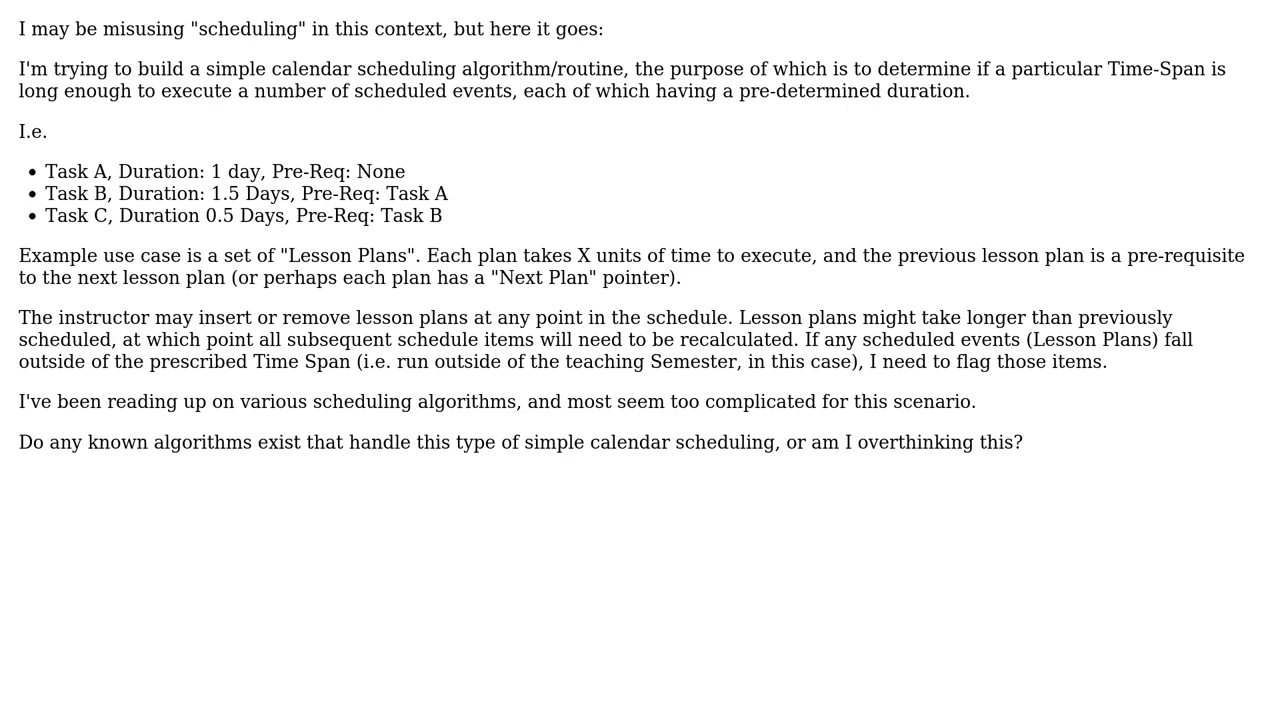 I may be misusing "scheduling" in this context, but here it goes:
I'm trying to build a simple calendar scheduling algorithm/routine, the purpose of which is to determine if a particular Time-Span is
long enough to execute a number of scheduled events, each of which having a pre-determined duration.
I.e.
• Task A, Duration: 1 day, Pre-Req: None
• Task B, Duration: 1.5 Days, Pre-Req: Task A
• Task C, Duration 0.5 Days, Pre-Req: Task B
Example use case is a set of "Lesson Plans". Each plan takes X units of time to execute, and the previous lesson plan is a pre-requisite
to the next lesson plan (or perhaps each plan has a "Next Plan" pointer).
The instructor may insert or remove lesson plans at any point in the schedule. Lesson plans might take longer than previously
scheduled, at which point all subsequent schedule items will need to be recalculated. If any scheduled events (Lesson Plans) fall
outside of the prescribed Time Span (i.e. run outside of the teaching Semester, in this case), I need to flag those items.
I've been reading up on various scheduling algorithms, and most seem too complicated for this scenario.
Do any known algorithms exist that handle this type of simple calendar scheduling, or am I overthinking this?